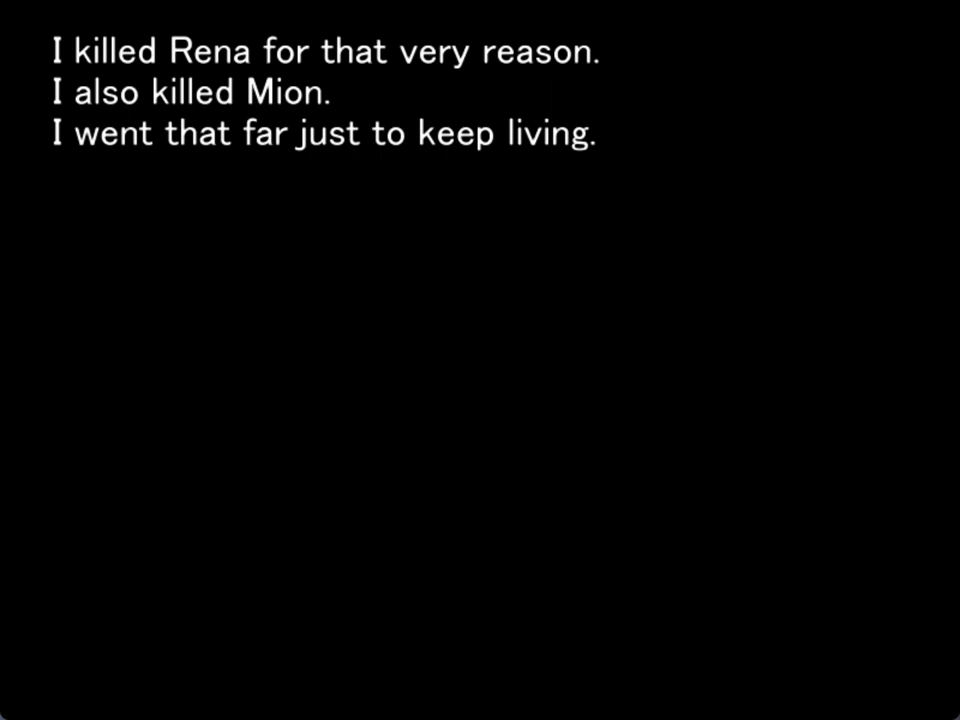 I killed Rena for that very reason.
I also killed Mion.
I went that far just to keep living.